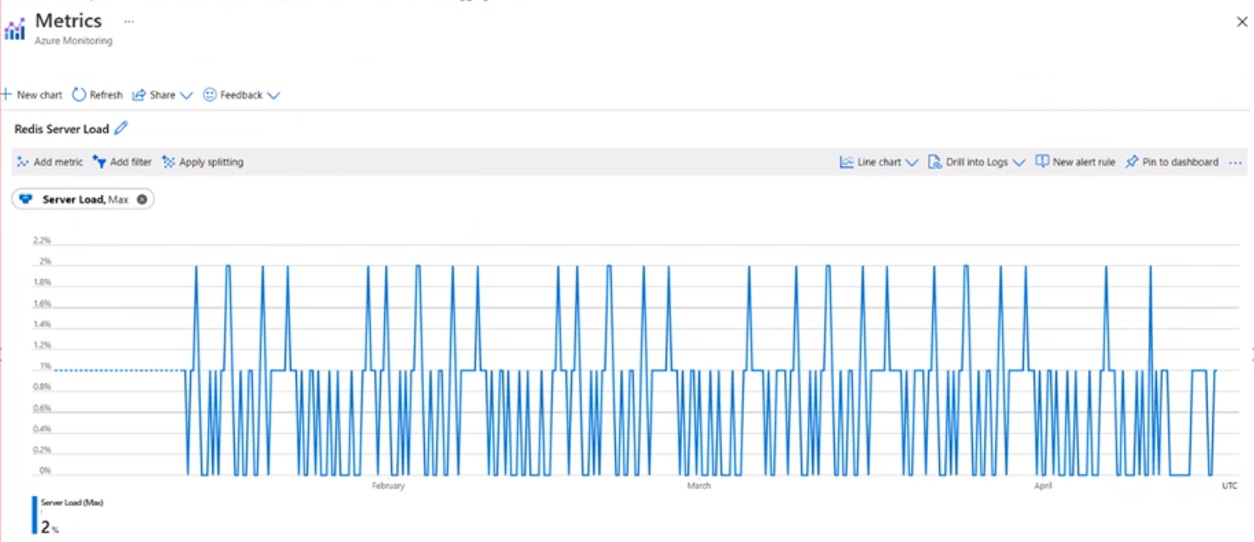 Metrics ...
Azure Monitoring
New chart Refresh Share Feedback
Redis Server Load
Add metric Add filter Apply splitting Line chart Drill into Logs New alert rule Pin to dashboard ...
Server Load, Max
2.2%
2%
1.8%
1.6%
1.4%
1.2%
1%
0.8%
0.6%
0.4%
0.2%
0%
February March April UTC
Server Load (Max)
2 %